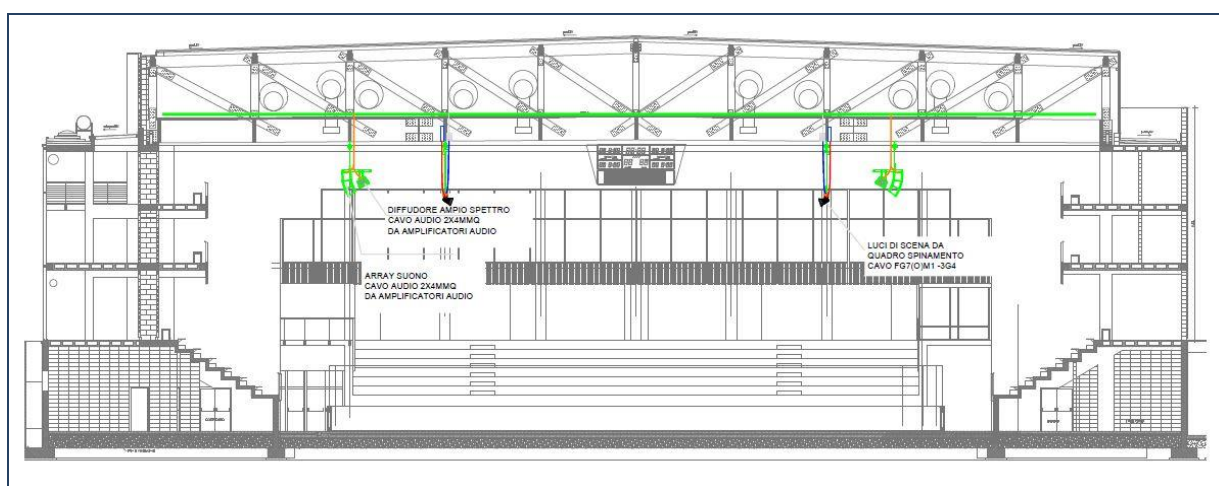 DIFFUDORE AMPIO SPETTRO
CAVO AUDIO 2X4MMQ
DA AMPLIFICATORI AUDIO
ARRAY SUONO
CAVO AUDIO 2X4MMQ
DA AMPLIFICATORI AUDIO
LUCI DI SCENA DA
QUADRO SPINAMENTO
CAVO FG7(O)M1 -3G4